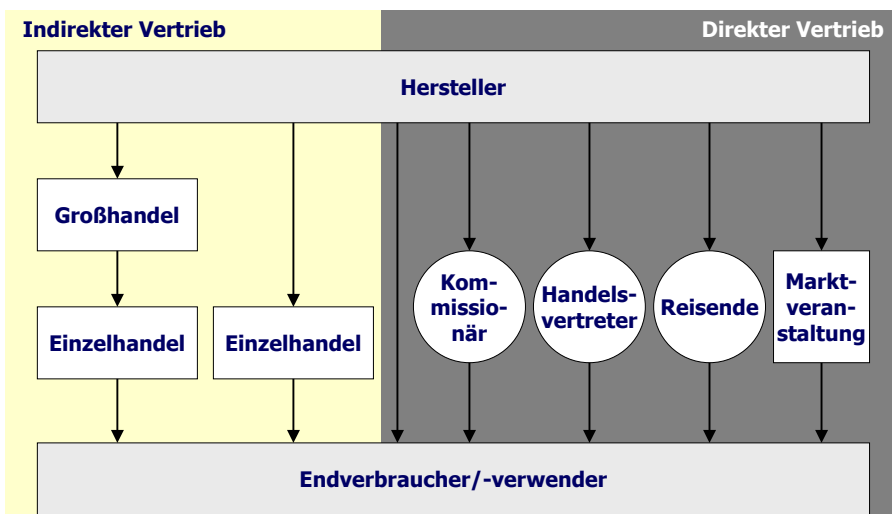 Indirekter Vertrieb
Direkter Vertrieb
Hersteller
Großhandel
Einzelhandel
Einzelhandel
Kom-
missio-
när
Handels-
vertreter
Reisende
Markt-
veran-
staltung
Endverbraucher/-verwender